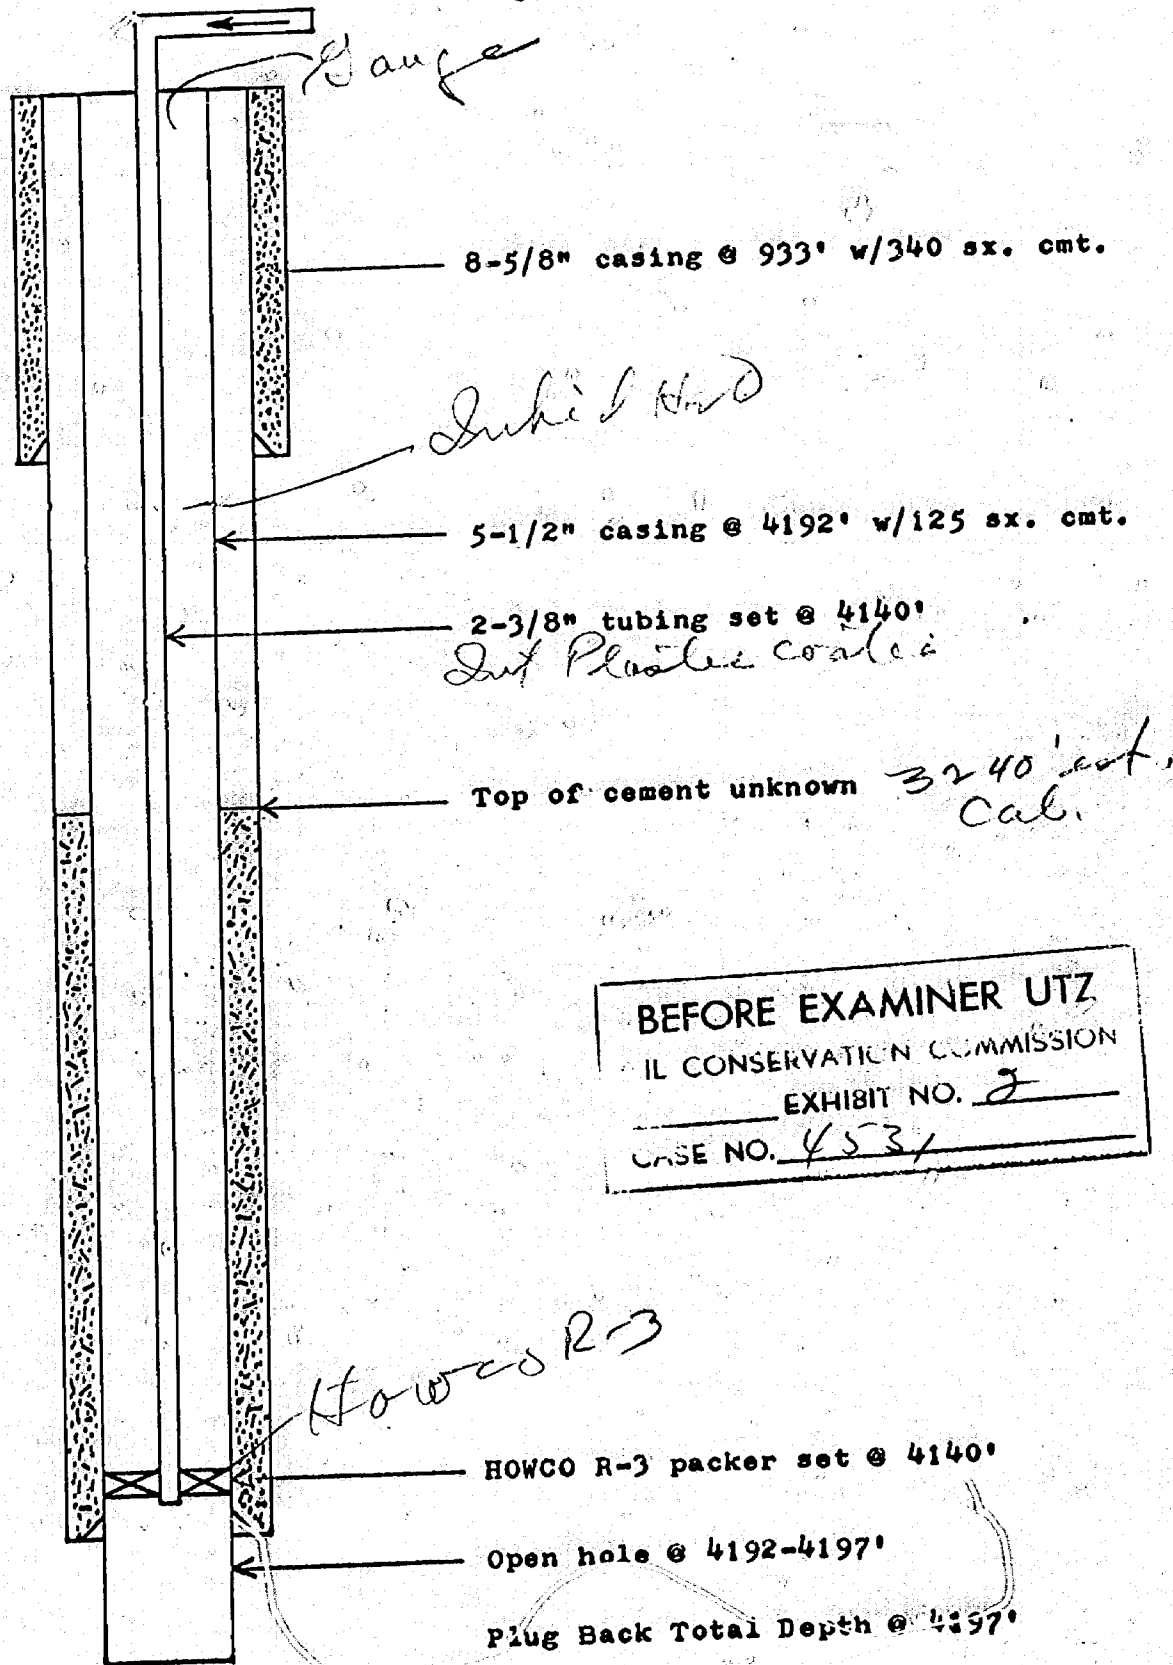 Gauge
8-5/8" casing @ 933' w/340 sx. cmt.
5-1/2" casing @ 4192' w/125 sx. cmt.
2-3/8" tubing set @ 4140'
Int Plastic coated
Top of cement unknown 3240' est.
Cal.
BEFORE EXAMINER UTZ
IL CONSERVATION COMMISSION
EXHIBIT NO. 2
CASE NO. 4531
Howco R-3
HOWCO R-3 packer set @ 4140'
Open hole @ 4192-4197'
Plug Back Total Depth @ 4197'